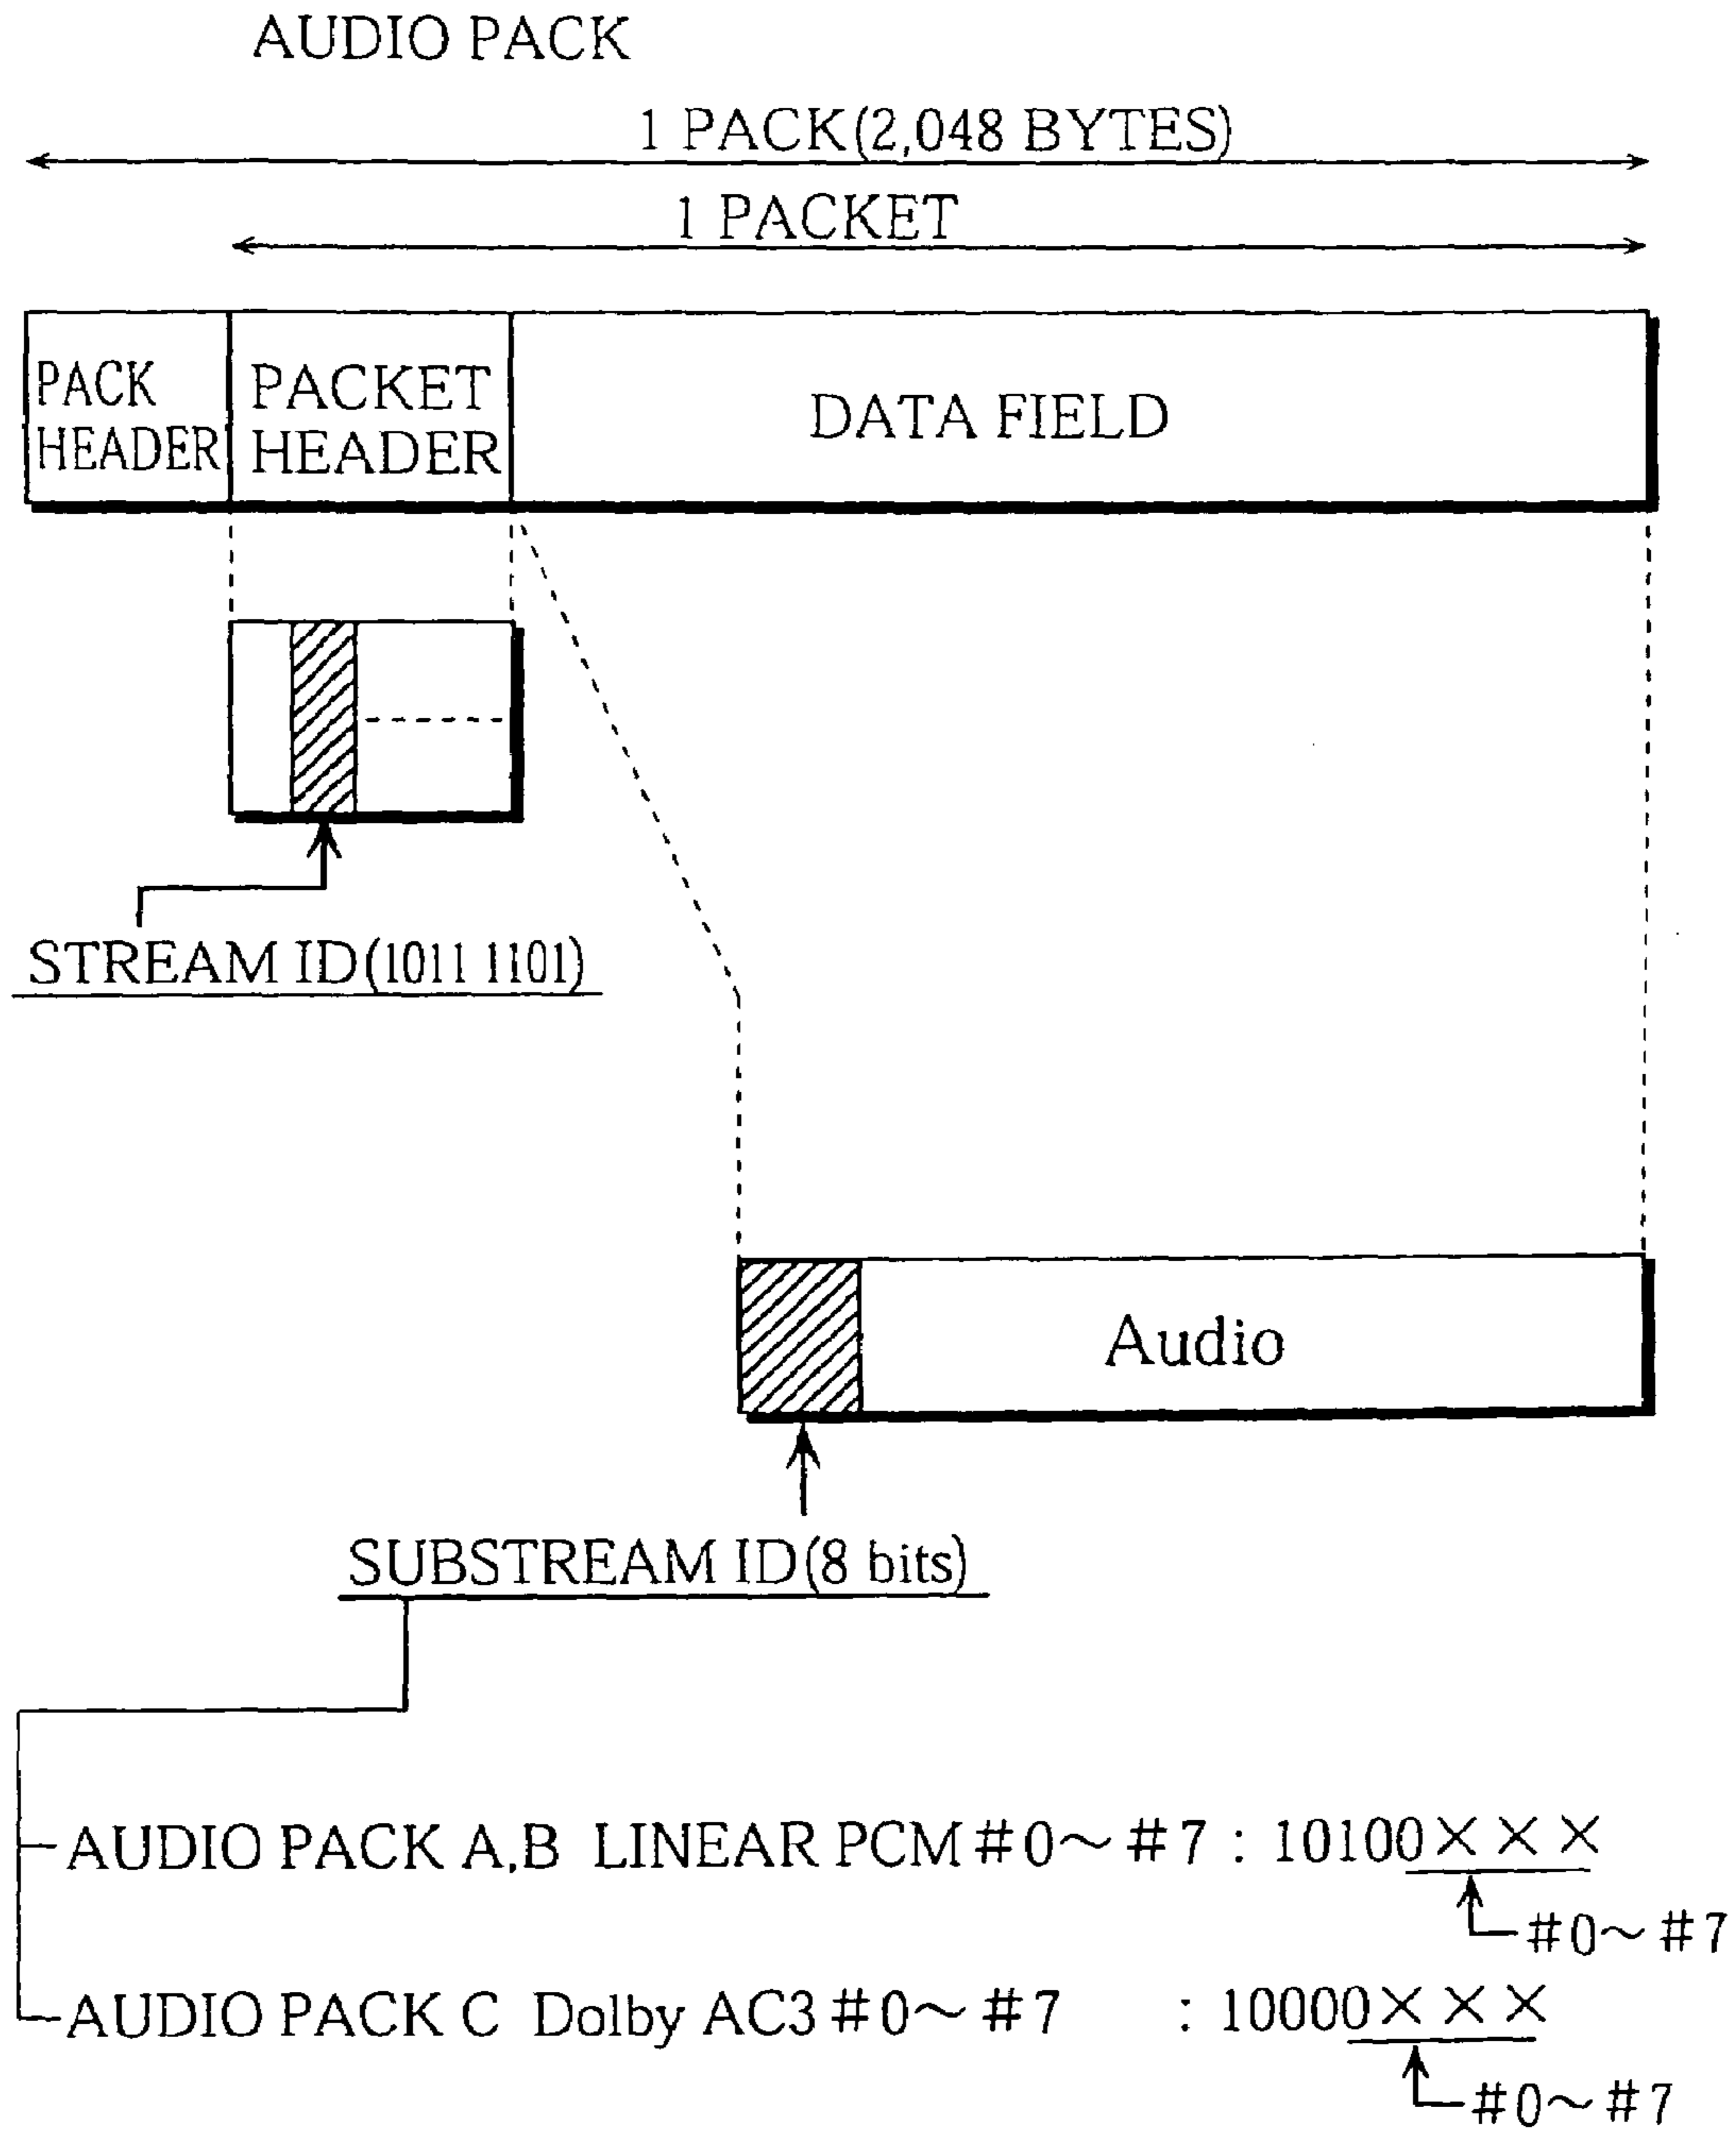 AUDIO PACK
1 PACK(2,048 BYTES)
1 PACKET
PACK
HEADER
PACKET
HEADER
DATA FIELD
STREAM ID(1011 1101)
Audio
SUBSTREAM ID(8 bits)
AUDIO PACK A,B LINEAR PCM #0~#7 : 10100×××
#0~#7
AUDIO PACK C Dolby AC3 #0~#7 : 10000×××
#0~#7